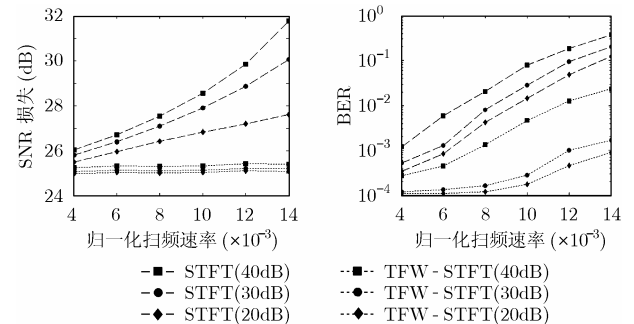 32
30
28
26
24
SNR 损失 (dB)
4 6 8 10 12 14
归一化扫频速率 (×10⁻³)
10⁰
10⁻¹
10⁻²
10⁻³
10⁻⁴
BER
4 6 8 10 12 14
归一化扫频速率 (×10⁻³)
STFT(40dB)
STFT(30dB)
STFT(20dB)
TFW - STFT(40dB)
TFW - STFT(30dB)
TFW - STFT(20dB)